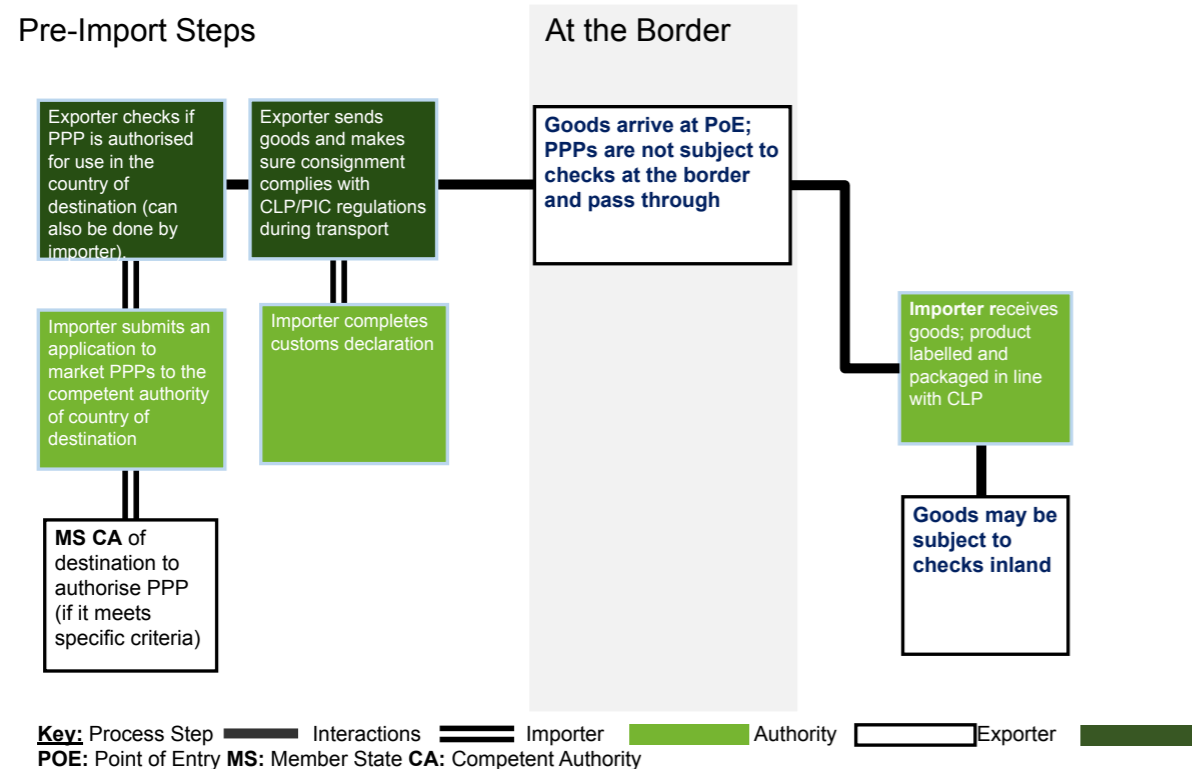 Pre-Import Steps
At the Border
Exporter checks if
PPP is authorised
for use in the
country of
destination (can
also be done by
importer).
Exporter sends
goods and makes
sure consignment
complies with
CLP/PIC regulations
during transport
Goods arrive at PoE;
PPPs are not subject to
checks at the border
and pass through
Importer submits an
application to
market PPPs to the
competent authority
of country of
destination
Importer completes
customs declaration
Importer receives
goods; product
labelled and
packaged in line
with CLP
MS CA of
destination to
authorise PPP
(if it meets
specific criteria)
Goods may be
subject to
checks inland
Key: Process Step Interactions Importer Authority Exporter
POE: Point of Entry MS: Member State CA: Competent Authority